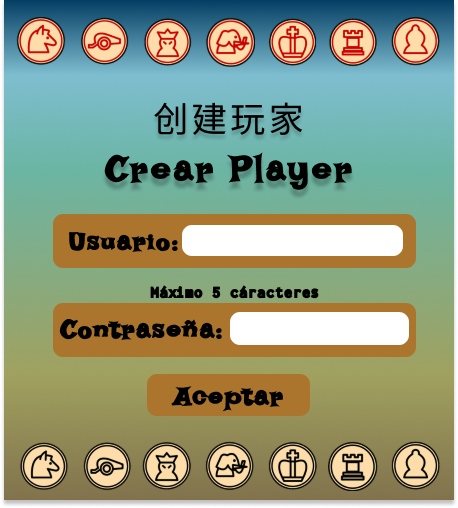 创建玩家
Crear Player
Usuario:
Máximo 5 cáracteres
Contraseña:
Aceptar